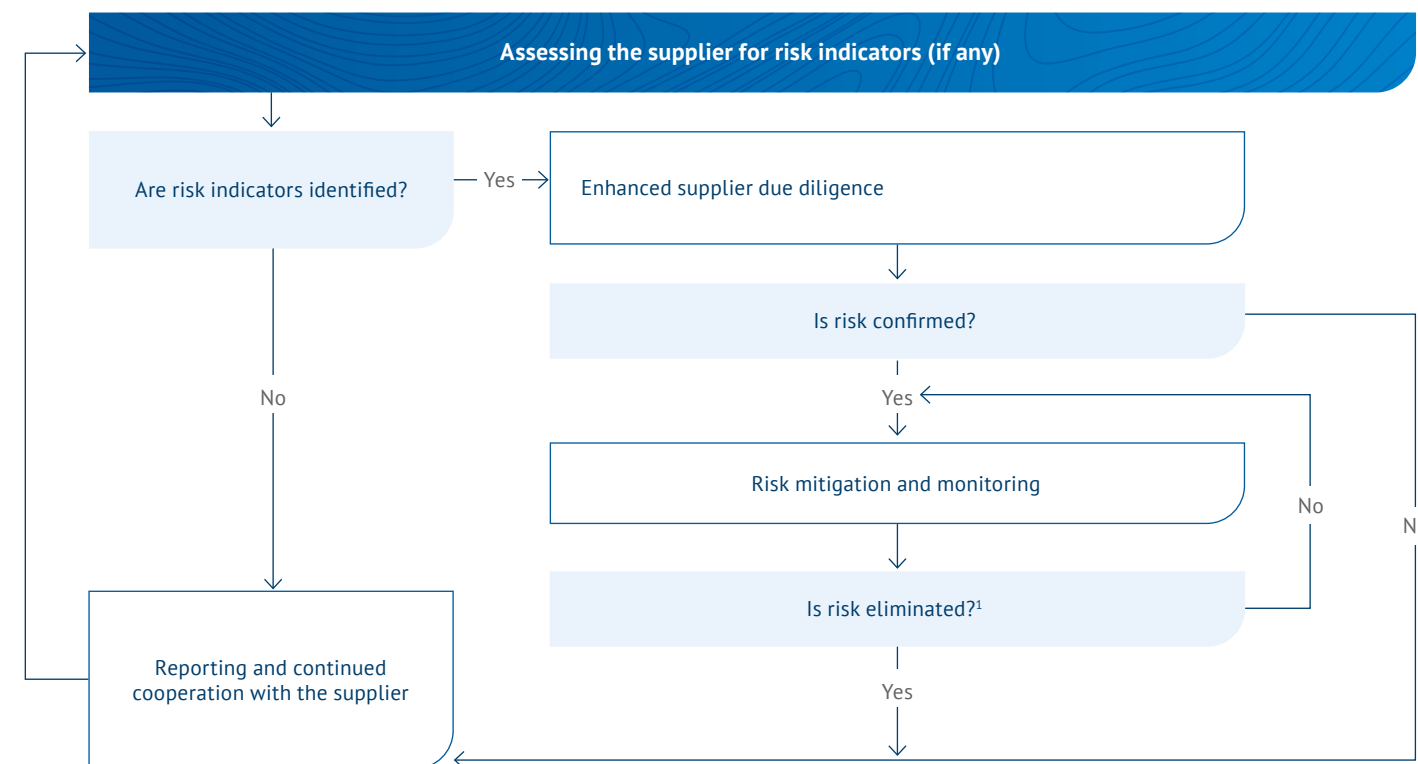 Assessing the supplier for risk indicators (if any)
Are risk indicators identified?
Yes
Enhanced supplier due diligence
Is risk confirmed?
No
Yes
Risk mitigation and monitoring
No
Is risk eliminated?¹
Reporting and continued
cooperation with the supplier
Yes